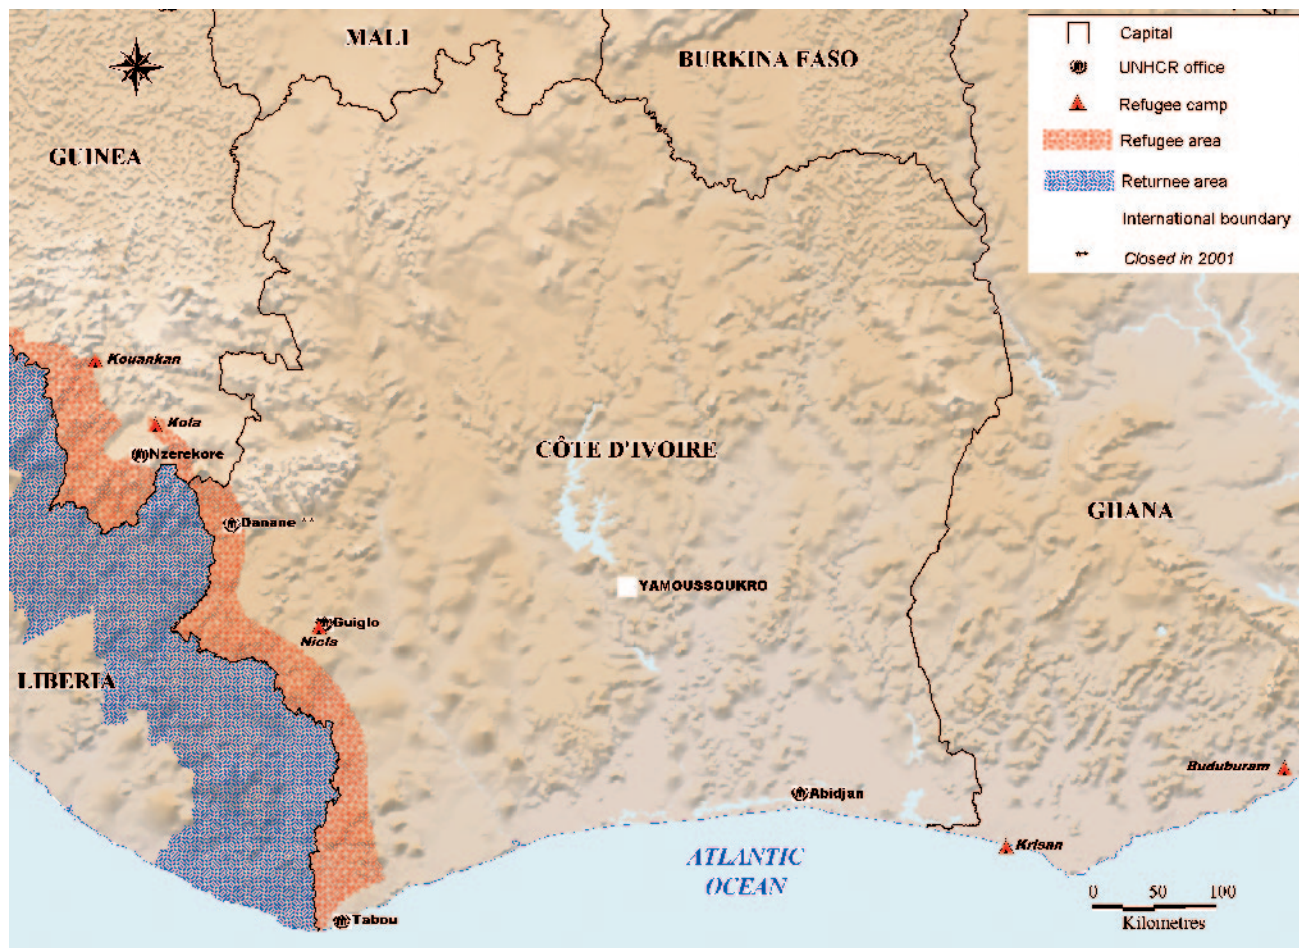 MALI
BURKINA FASO
GUINEA
Capital
UNHCR office
Refugee camp
Refugee area
Returnee area
International boundary
** Closed in 2001
Kouankan
Kola
Nzerekore
CÔTE D'IVOIRE
Danane **
GHANA
YAMOUSSOUKRO
Guiglo
Nicla
LIBERIA
Buduburam
Abidjan
Krisan
ATLANTIC
OCEAN
Tabou
0 50 100
Kilometres